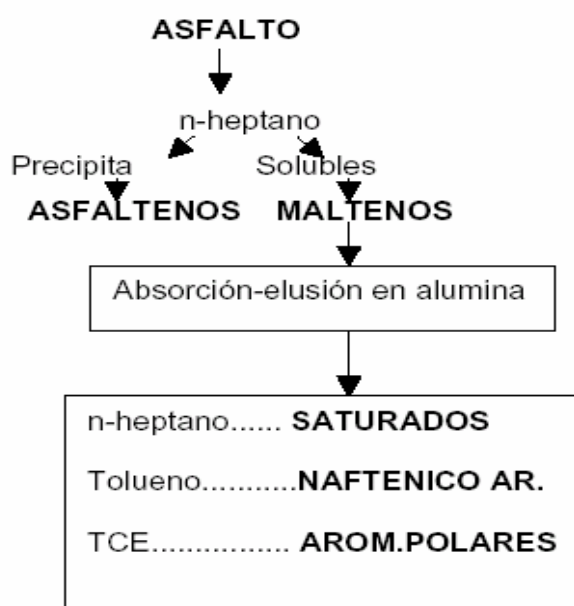 ASFALTO
n-heptano
Precipita
Solubles
ASFALTENOS
MALTENOS
Absorción-elusión en alumina
n-heptano...... SATURADOS
Tolueno...........NAFTENICO AR.
TCE................ AROM.POLARES